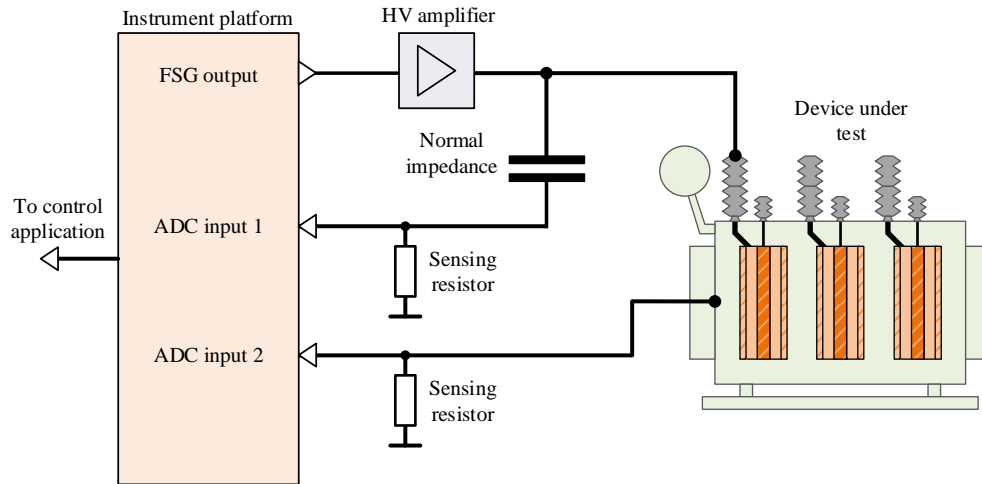 Instrument platform
HV amplifier
FSG output
Device under
test
Normal
impedance
To control
application
ADC input 1
Sensing
resistor
ADC input 2
Sensing
resistor